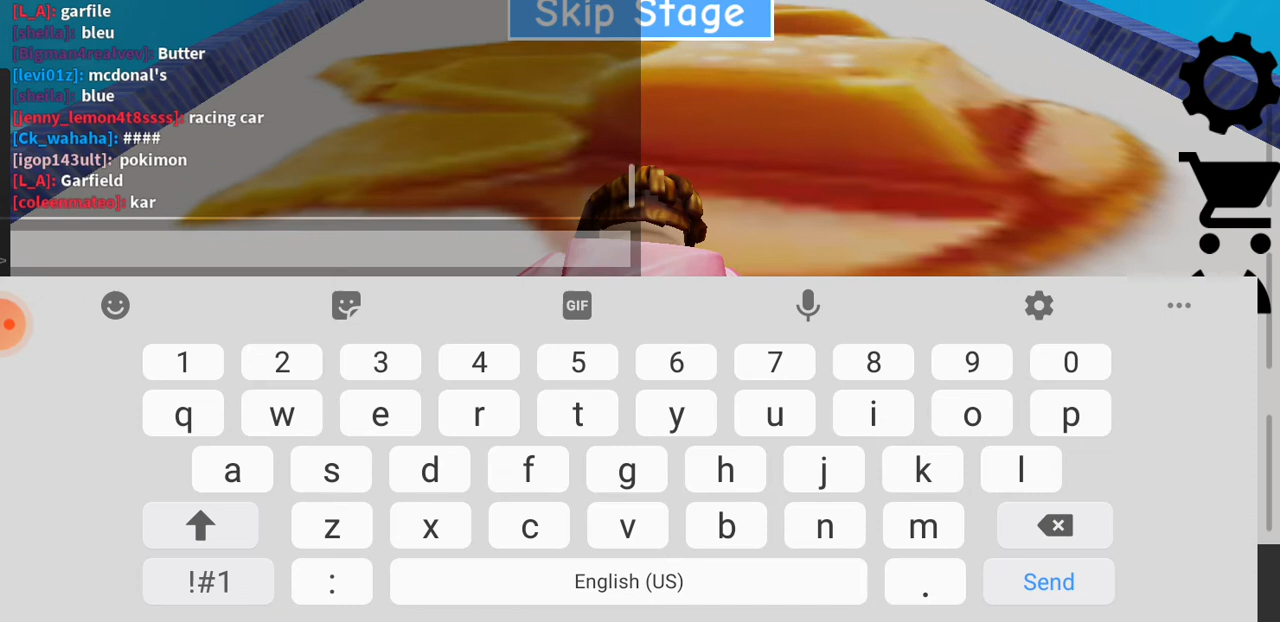 [L_A]: garfile
Skip Stage
[sheila]: bleu
[Bigman4realvev]: Butter
[levi01z]: mcdonal's
[sheila]: blue
[jenny_lemon4t8ssss]: racing car
[Ck_wahaha]: ####
[igop143ult]: pokimon
[L_A]: Garfield
[coleenmateo]: kar
GIF
1 2 3 4 5 6 7 8 9 0
q w e r t y u i o p
a s d f g h j k l
z x c v b n m
!#1 : English (US) . Send